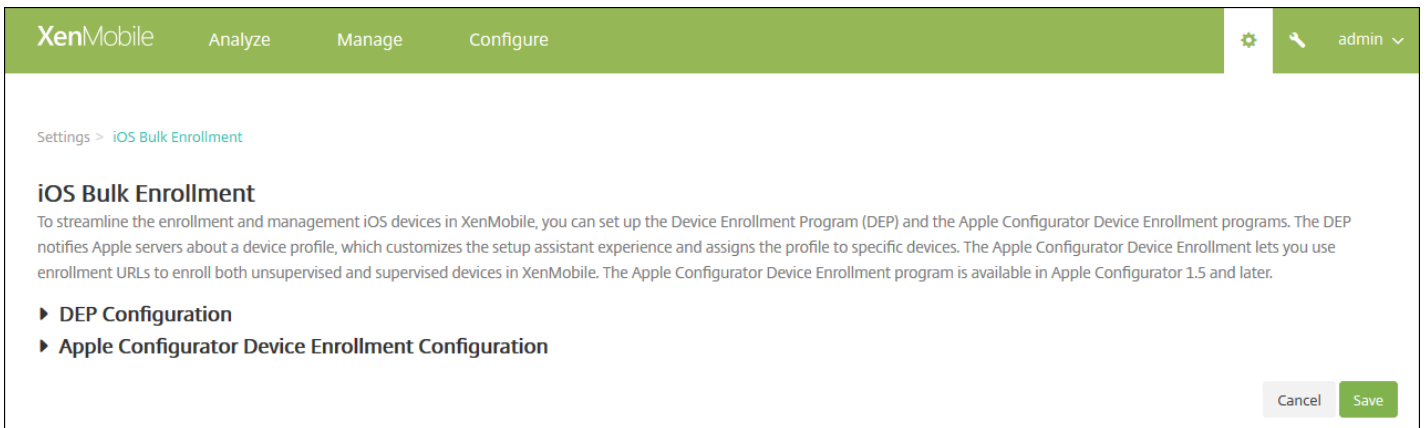 XenMobile Analyze Manage Configure admin
Settings > iOS Bulk Enrollment
iOS Bulk Enrollment
To streamline the enrollment and management iOS devices in XenMobile, you can set up the Device Enrollment Program (DEP) and the Apple Configurator Device Enrollment programs. The DEP
notifies Apple servers about a device profile, which customizes the setup assistant experience and assigns the profile to specific devices. The Apple Configurator Device Enrollment lets you use
enrollment URLs to enroll both unsupervised and supervised devices in XenMobile. The Apple Configurator Device Enrollment program is available in Apple Configurator 1.5 and later.
DEP Configuration
Apple Configurator Device Enrollment Configuration
Cancel Save